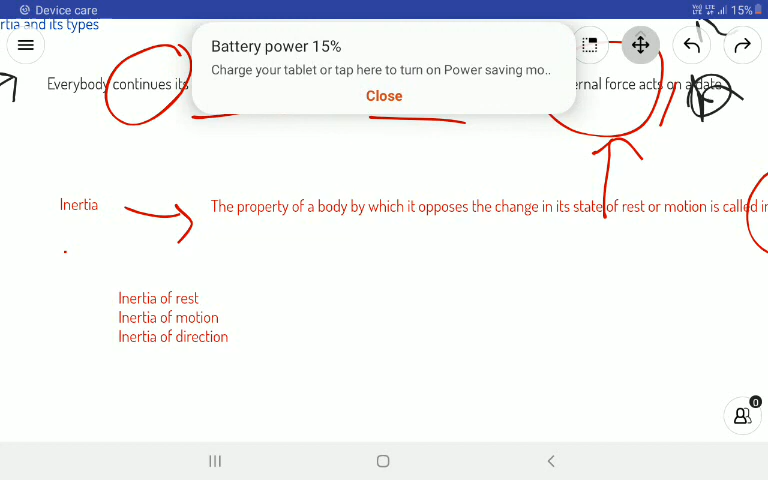 Device care
15%
rtia and its types
Battery power 15%
Charge your tablet or tap here to turn on Power saving mo..
Close
Everybody continues its
ernal force acts on a date
Inertia
The property of a body by which it opposes the change in its state of rest or motion is called in
Inertia of rest
Inertia of motion
Inertia of direction
0